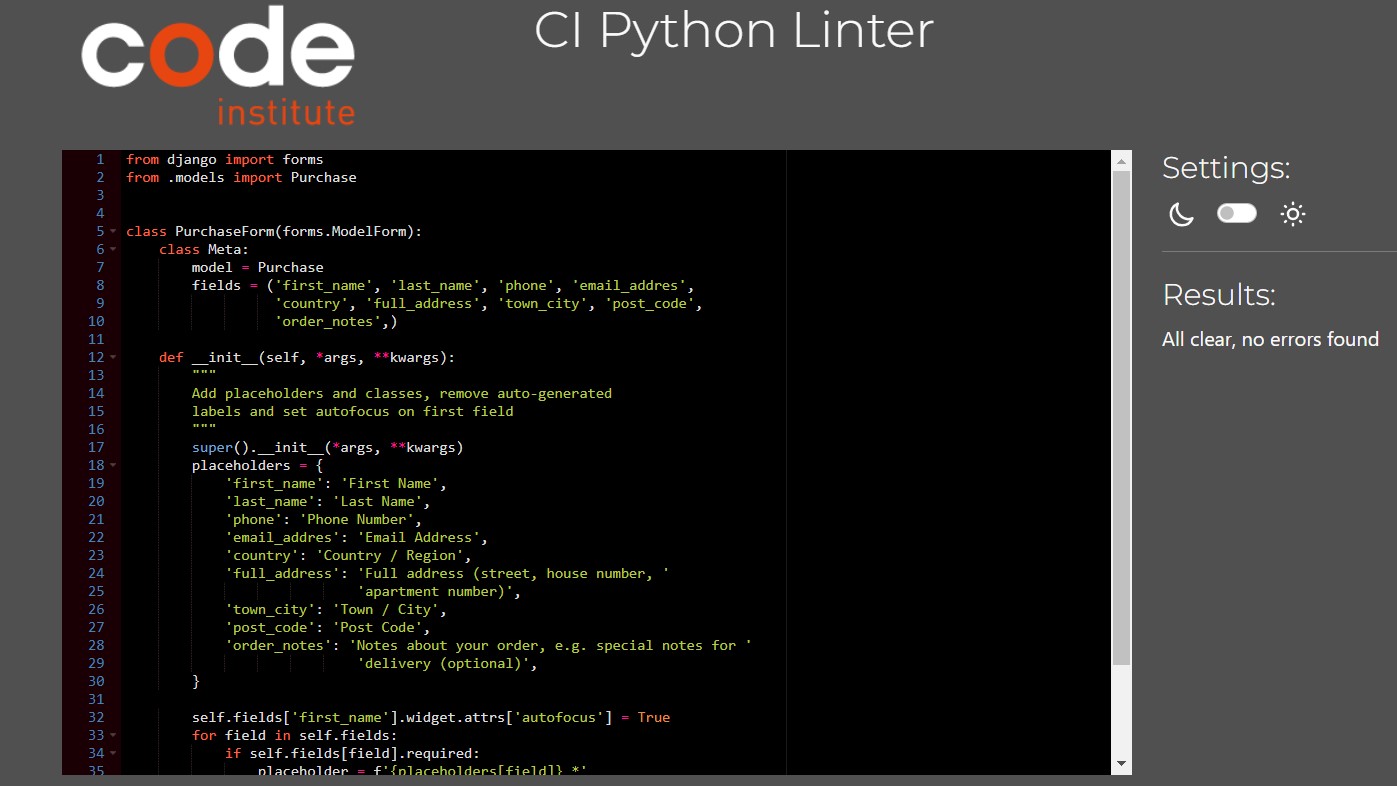 code
institute
CI Python Linter
1 from django import forms
2 from .models import Purchase
3
4
5 class PurchaseForm(forms.ModelForm):
6     class Meta:
7         model = Purchase
8         fields = ('first_name', 'last_name', 'phone', 'email_addres',
9                   'country', 'full_address', 'town_city', 'post_code',
10                   'order_notes',)
11
12     def __init__(self, *args, **kwargs):
13         """
14         Add placeholders and classes, remove auto-generated
15         labels and set autofocus on first field
16         """
17         super().__init__(*args, **kwargs)
18         placeholders = {
19             'first_name': 'First Name',
20             'last_name': 'Last Name',
21             'phone': 'Phone Number',
22             'email_addres': 'Email Address',
23             'country': 'Country / Region',
24             'full_address': 'Full address (street, house number, '
25                             'apartment number)',
26             'town_city': 'Town / City',
27             'post_code': 'Post Code',
28             'order_notes': 'Notes about your order, e.g. special notes for '
29                             'delivery (optional)',
30         }
31
32         self.fields['first_name'].widget.attrs['autofocus'] = True
33         for field in self.fields:
34             if self.fields[field].required:
35                 placeholder = f'{placeholders[field]} *'
Settings:
Results:
All clear, no errors found